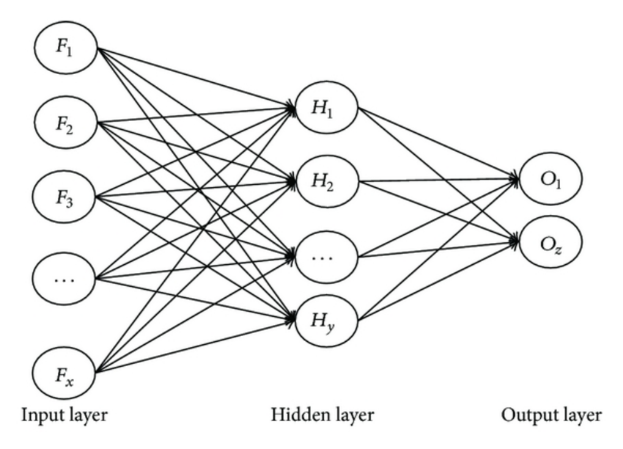 F1
F2
F3
...
Fx
H1
H2
...
Hy
O1
Oz
Input layer
Hidden layer
Output layer